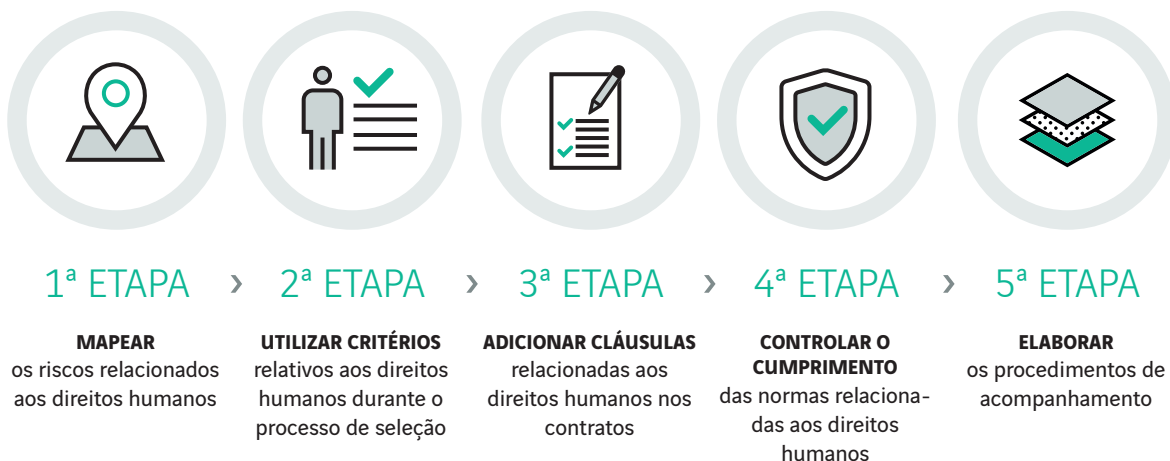 1ª ETAPA
›
2ª ETAPA
›
3ª ETAPA
›
4ª ETAPA
›
5ª ETAPA
MAPEAR
os riscos relacionados
aos direitos humanos
UTILIZAR CRITÉRIOS
relativos aos direitos
humanos durante o
processo de seleção
ADICIONAR CLÁUSULAS
relacionadas aos
direitos humanos nos
contratos
CONTROLAR O
CUMPRIMENTO
das normas relaciona-
das aos direitos
humanos
ELABORAR
os procedimentos de
acompanhamento